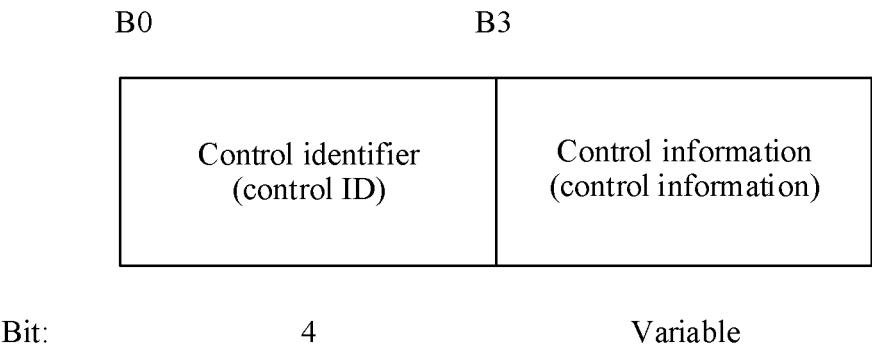 B0 B3
Control identifier
(control ID)
Control information
(control information)
Bit: 4 Variable